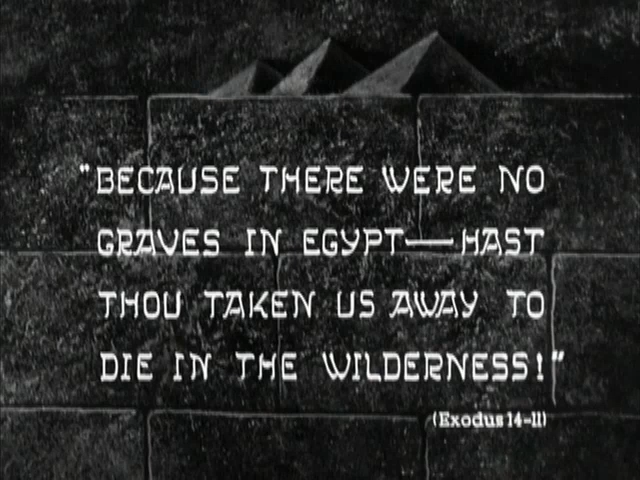 "BECAUSE THERE WERE NO
GRAVES IN EGYPT—HAST
THOU TAKEN US AWAY TO
DIE IN THE WILDERNESS!"
(Exodus 14-11)